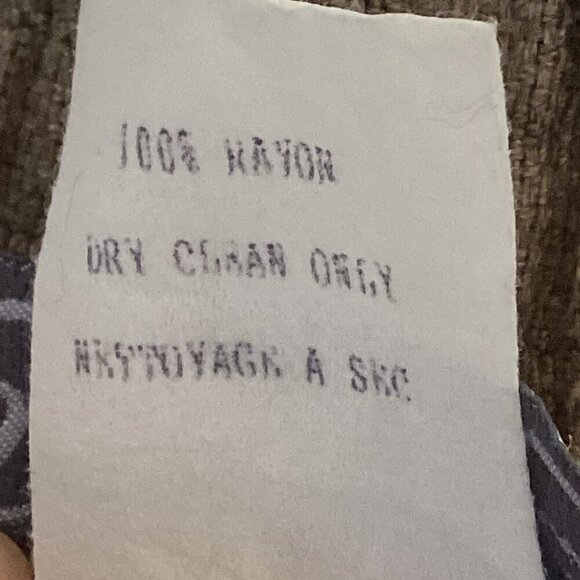 100% RAYON
DRY CLEAN ONLY
NETTOYAGE A SEC